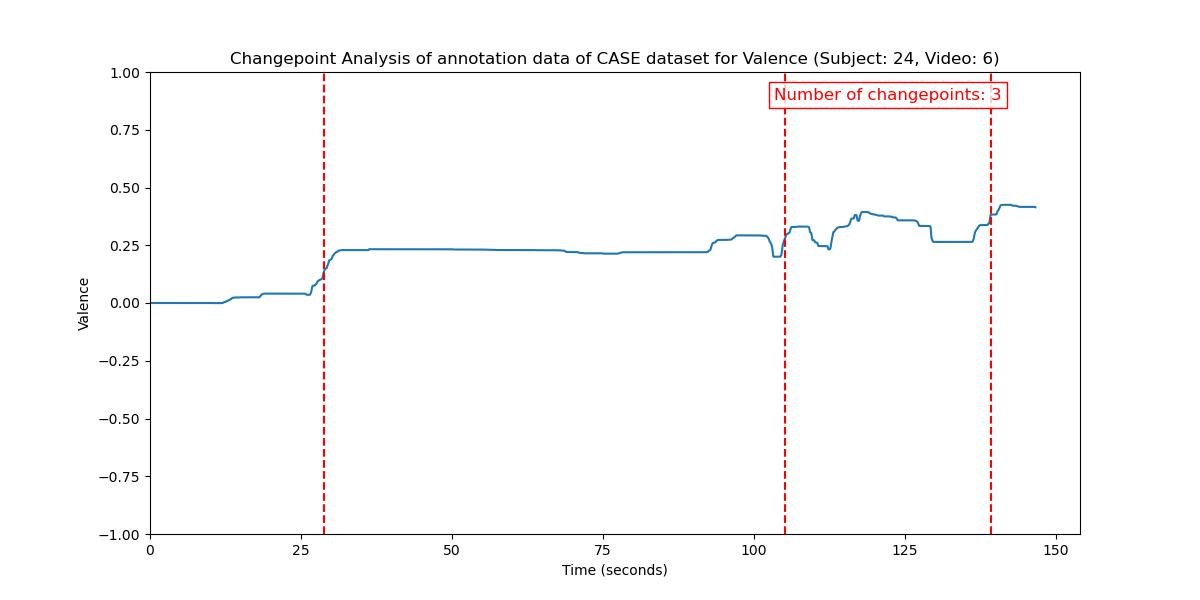 Changepoint Analysis of annotation data of CASE dataset for Valence (Subject: 24, Video: 6)
Number of changepoints: 3
1.00
0.75
0.50
0.25
0.00
−0.25
−0.50
−0.75
−1.00
Valence
0 25 50 75 100 125 150
Time (seconds)